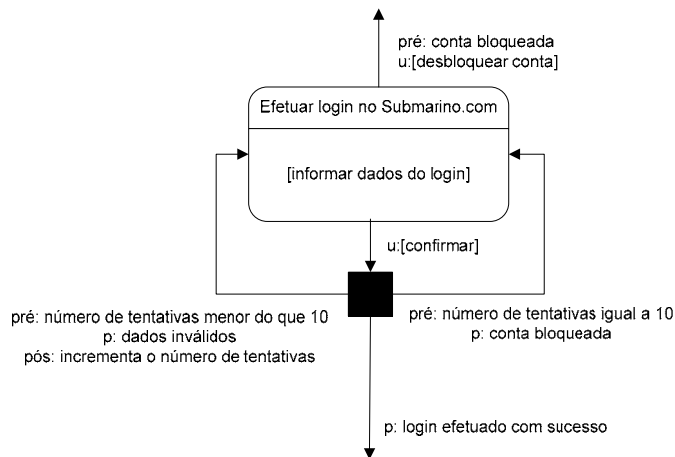 pré: conta bloqueada
u:[desbloquear conta]
Efetuar login no Submarino.com
[informar dados do login]
u:[confirmar]
pré: número de tentativas menor do que 10
p: dados inválidos
pós: incrementa o número de tentativas
pré: número de tentativas igual a 10
p: conta bloqueada
p: login efetuado com sucesso